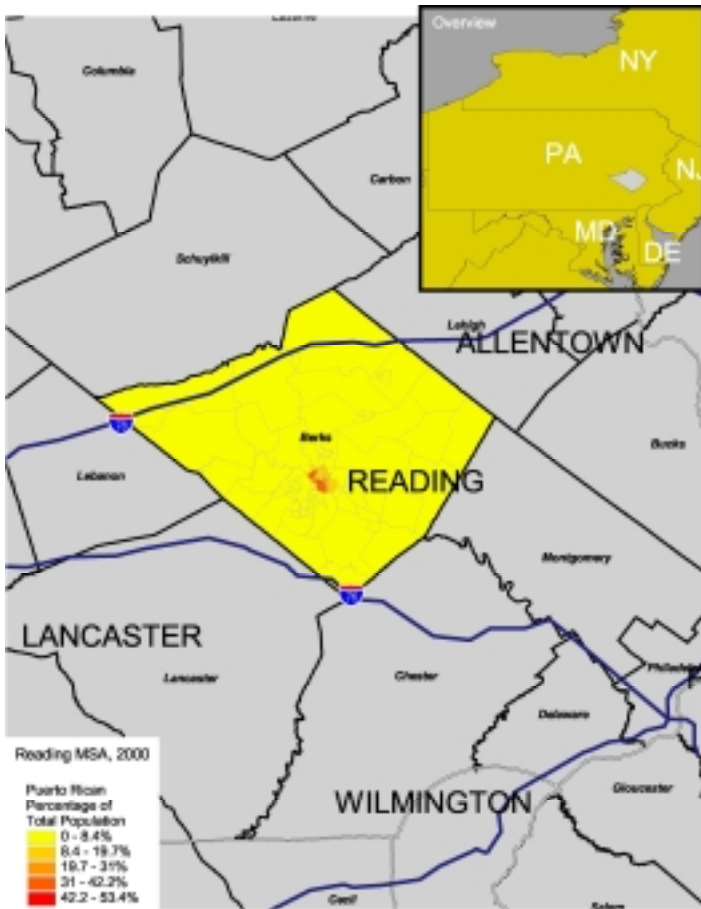 Overview
NY
PA
NJ
MD
DE
Columbia
Carbon
Schuylkill
Lehigh
ALLENTOWN
Berks
Bucks
Lebanon
READING
Montgomery
LANCASTER
Lancaster
Chester
Delaware
Gloucester
WILMINGTON
Cecil
Salem
Reading MSA, 2000
Puerto Rican
Percentage of
Total Population
0 - 8.4%
8.4 - 19.7%
19.7 - 31%
31 - 42.2%
42.2 - 53.4%